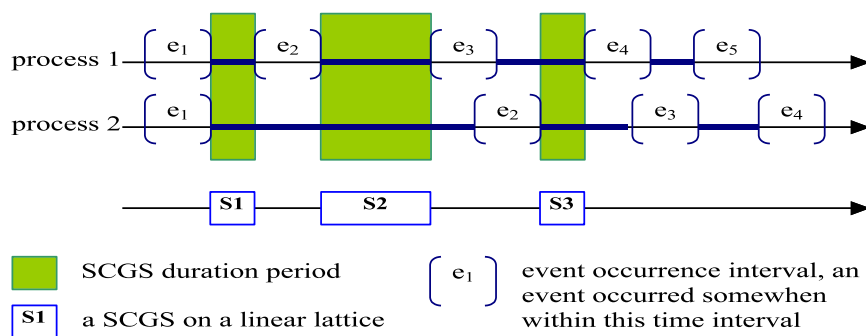 process 1 e1 e2 e3 e4 e5
process 2 e1 e2 e3 e4
S1 S2 S3
SCGS duration period
S1 a SCGS on a linear lattice
e1 event occurrence interval, an
event occurred somewhen
within this time interval